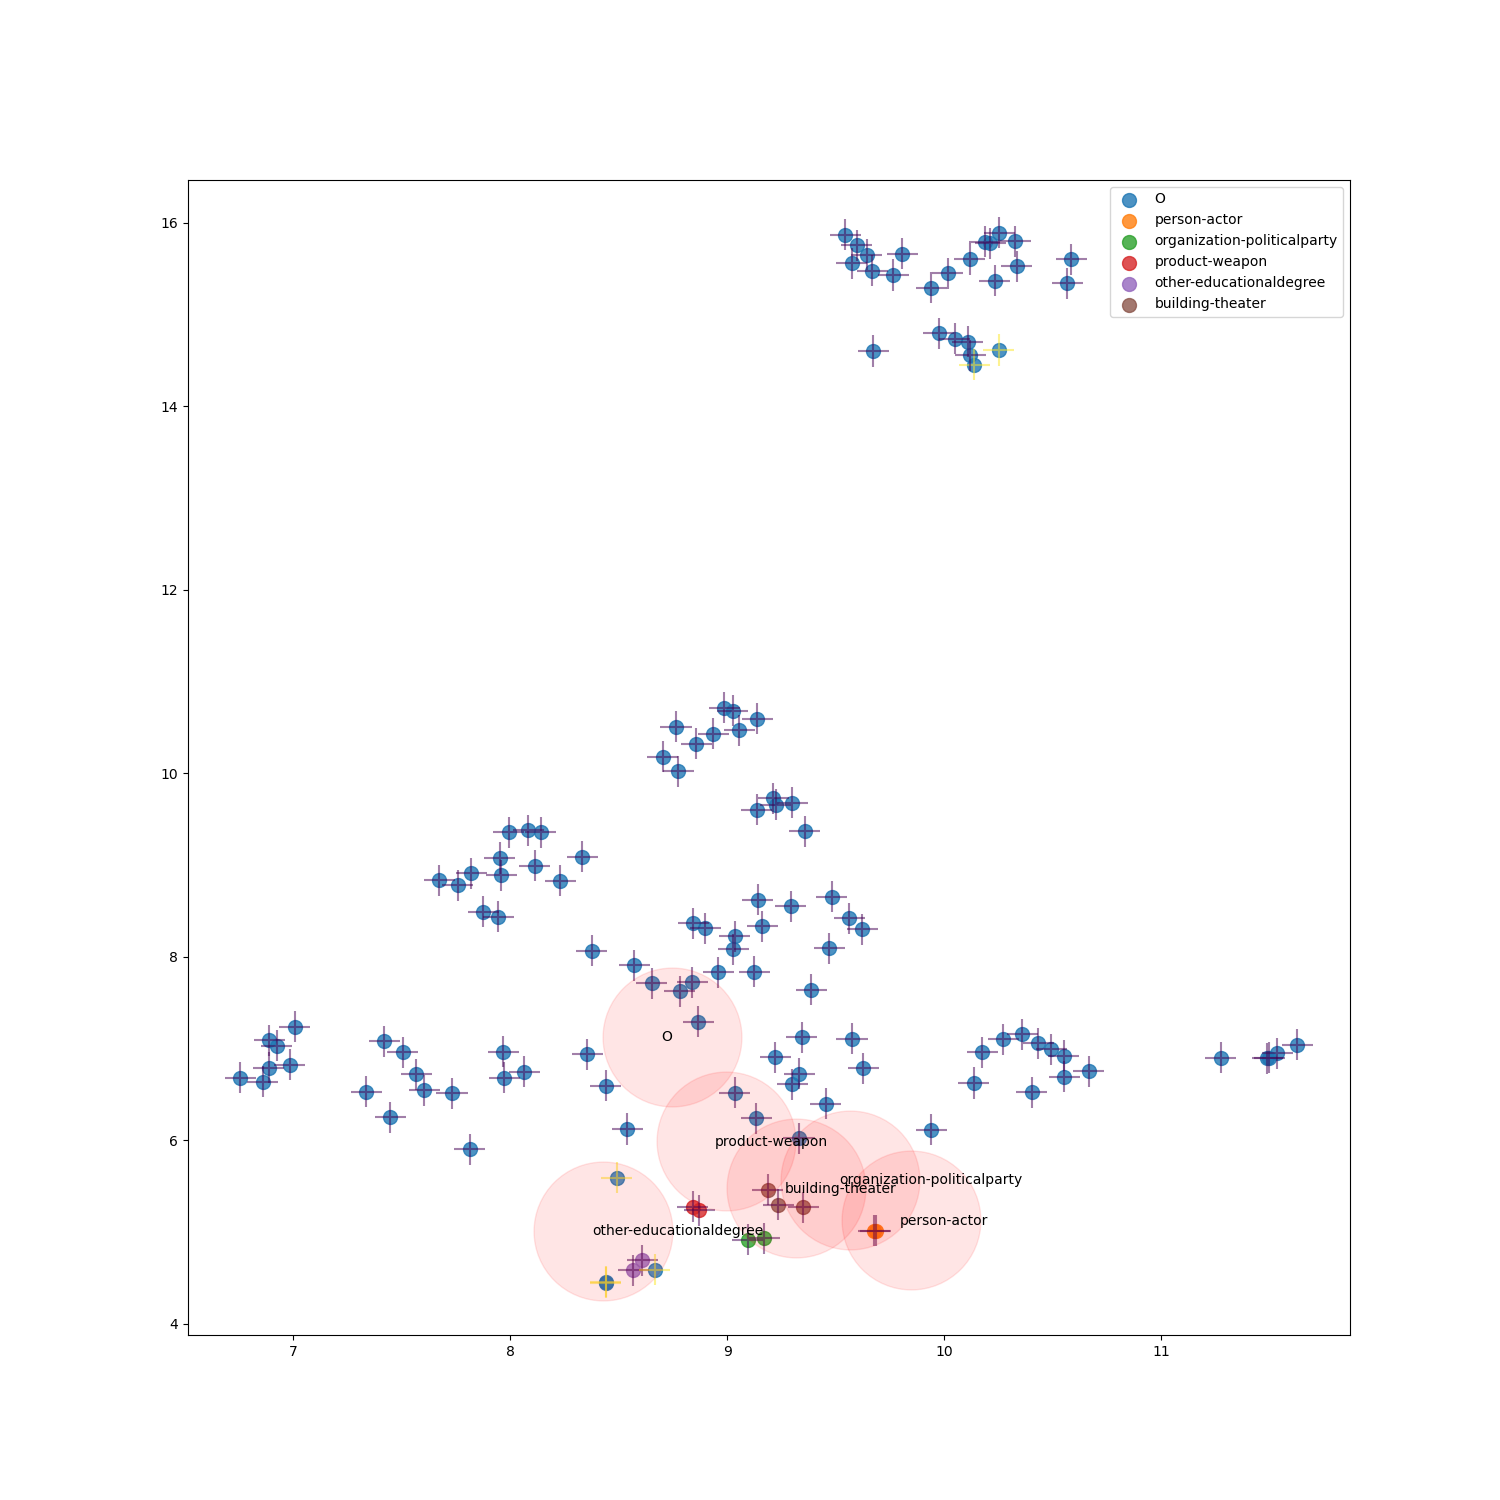 O
person-actor
organization-politicalparty
product-weapon
other-educationaldegree
building-theater
16
14
12
10
8
6
4
O
product-weapon
organization-politicalparty
building-theater
person-actor
other-educationaldegree
7
8
9
10
11